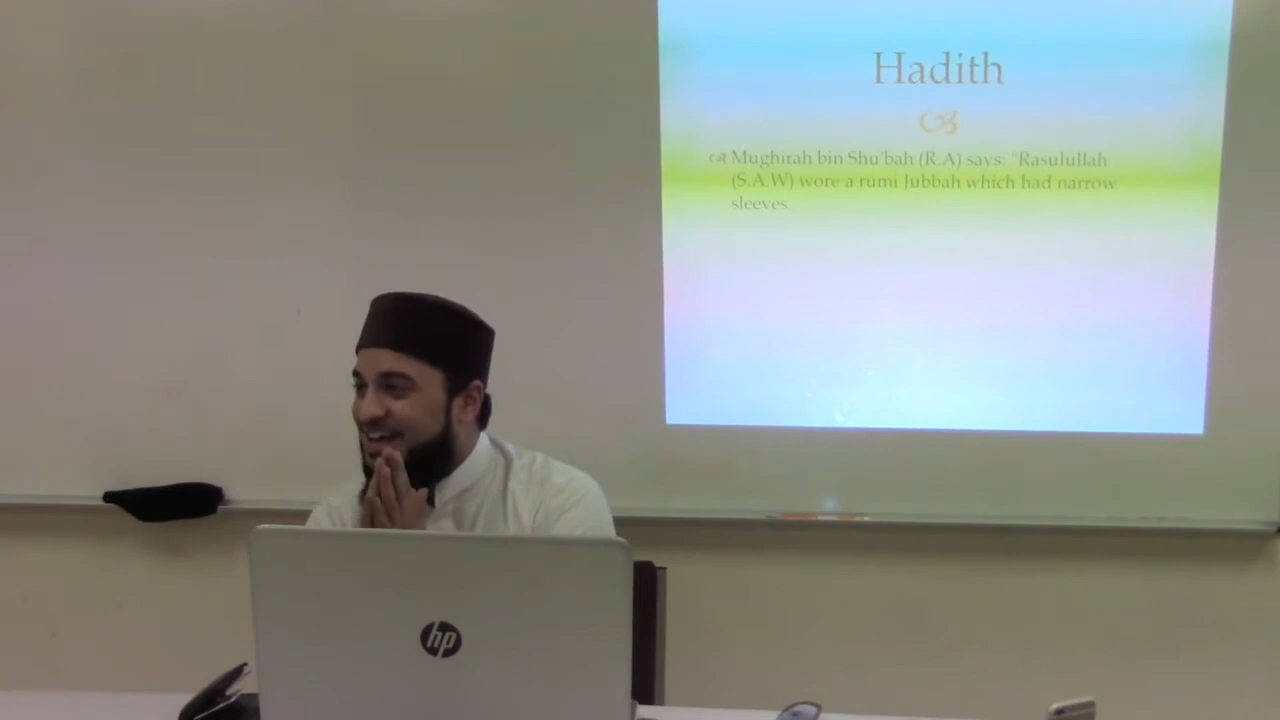 Hadith
Mughirah bin Shu'bah (R.A) says: "Rasulullah
(S.A.W) wore a rumi Jubbah which had narrow
sleeves.
hp